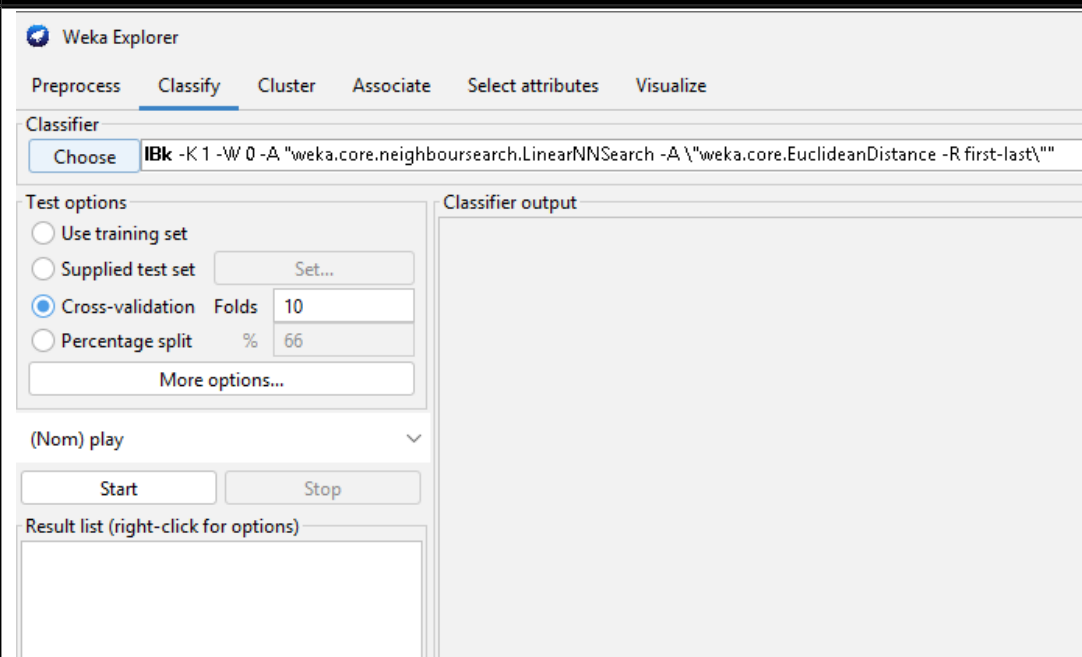 Weka Explorer
Preprocess Classify Cluster Associate Select attributes Visualize
Classifier
Choose IBk -K 1 -W 0 -A "weka.core.neighboursearch.LinearNNSearch -A \"weka.core.EuclideanDistance -R first-last\""
Test options
Use training set
Supplied test set Set...
Cross-validation Folds 10
Percentage split % 66
More options...
(Nom) play
Start Stop
Result list (right-click for options)
Classifier output